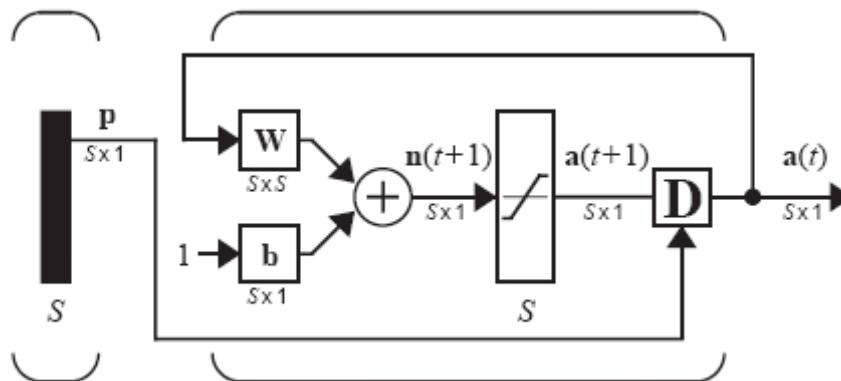 p
S x 1
S
W
S x S
1
b
S x 1
+
n(t+1)
S x 1
S
a(t+1)
S x 1
D
a(t)
S x 1